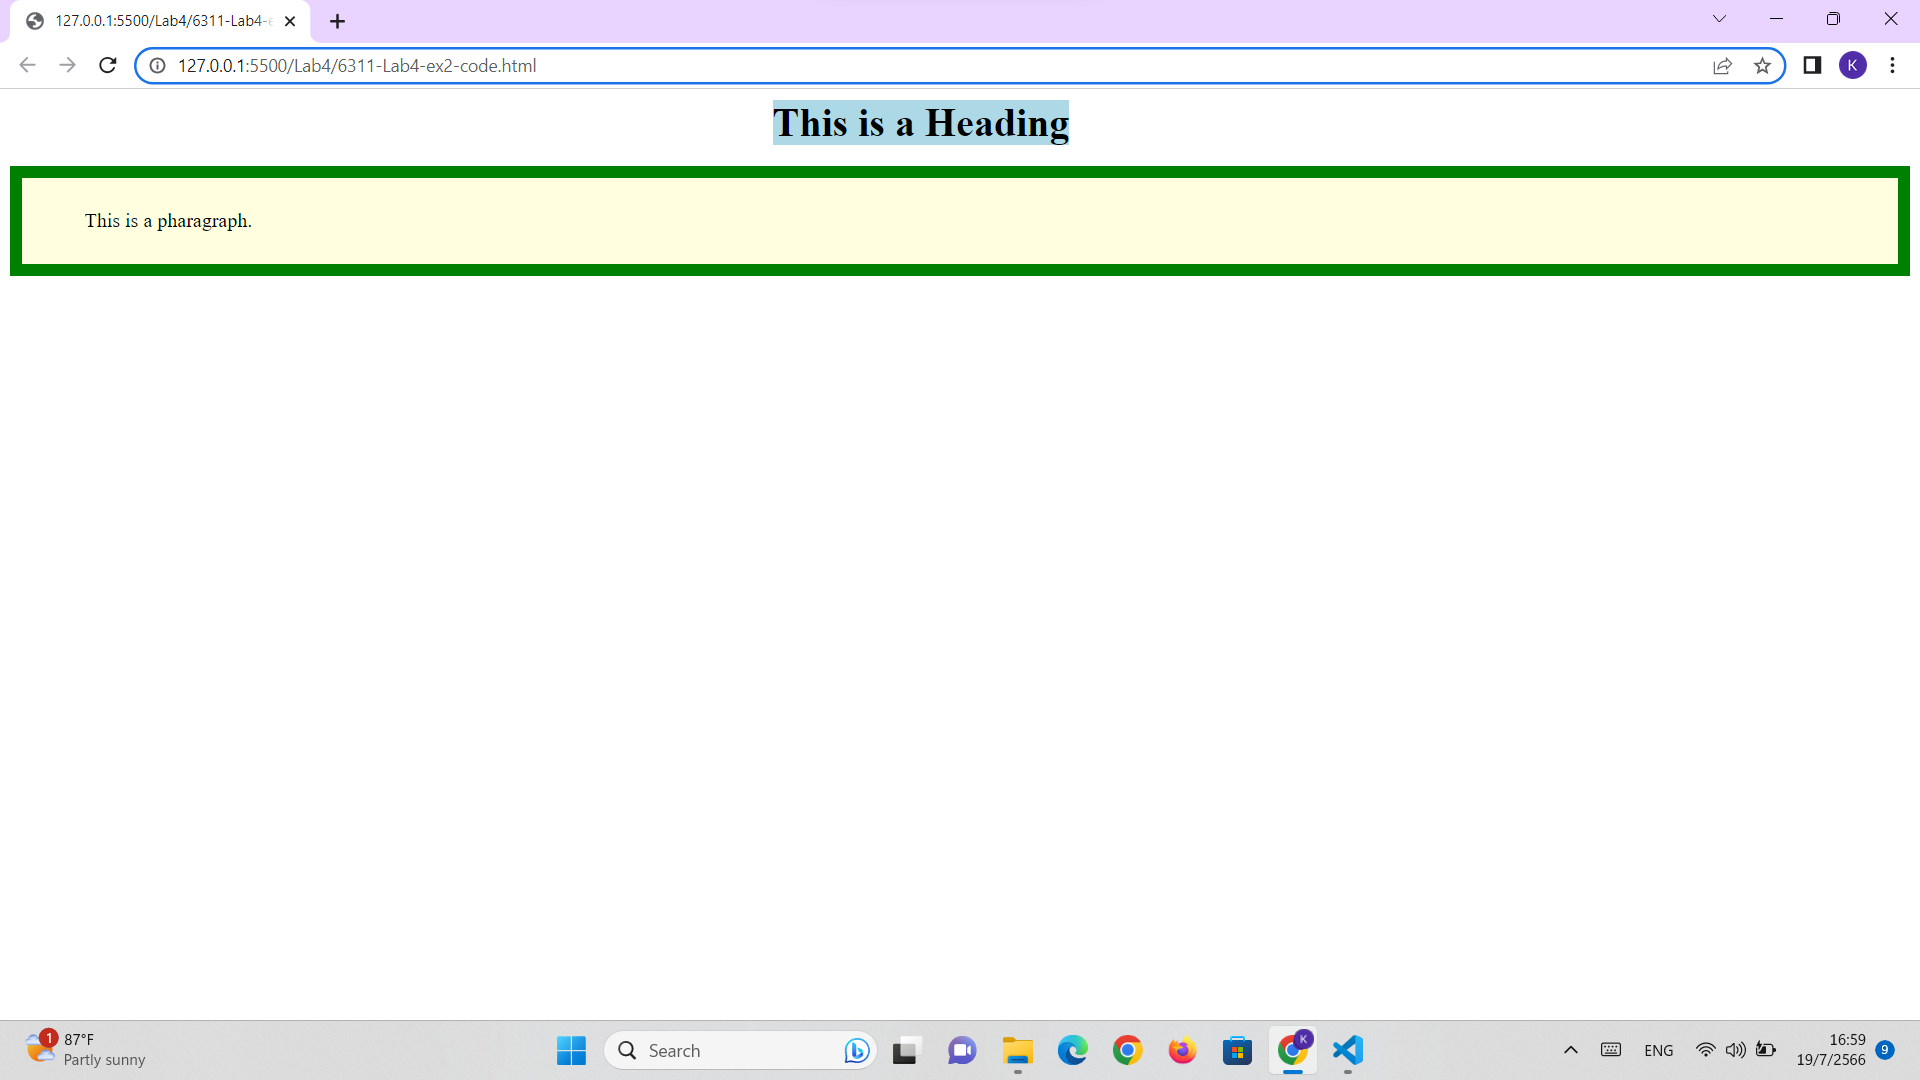 127.0.0.1:5500/Lab4/6311-Lab4-e
127.0.0.1:5500/Lab4/6311-Lab4-ex2-code.html
K
This is a Heading
This is a pharagraph.
1
87°F
Partly sunny
Search
K
ENG
16:59
19/7/2566
9